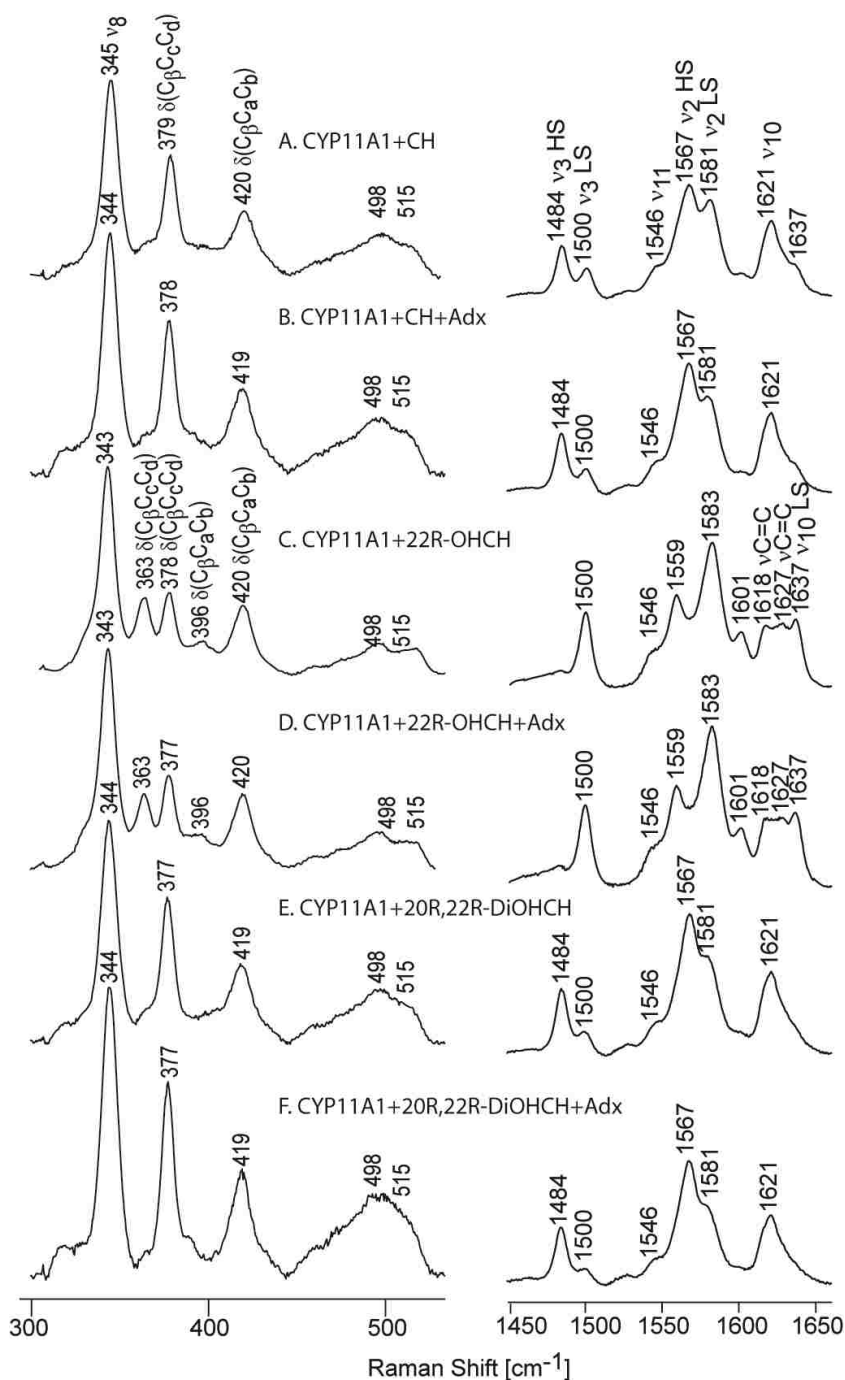 345 ν8
379 δ(CβCcCd)
420 δ(CβCaCb)
A. CYP11A1+CH
498
515
1484 ν3 HS
1500 ν3 LS
1546 ν11
1567 ν2 HS
1581 ν2 LS
1621 ν10
1637
344
378
419
B. CYP11A1+CH+Adx
498
515
1484
1500
1546
1567
1581
1621
343
363 δ(CβCcCd)
378 δ(CβCcCd)
396 δ(CβCaCb)
420 δ(CβCaCb)
C. CYP11A1+22R-OHCH
498
515
1500
1546
1559
1583
1601
1618 νC=C
1627 νC=C
1637 ν10 LS
343
363
377
396
420
D. CYP11A1+22R-OHCH+Adx
498
515
1500
1546
1559
1583
1601
1618
1627
1637
344
377
419
E. CYP11A1+20R,22R-DiOHCH
498
515
1484
1500
1546
1567
1581
1621
344
377
419
F. CYP11A1+20R,22R-DiOHCH+Adx
498
515
1484
1500
1546
1567
1581
1621
300 400 500 1450 1500 1550 1600 1650
Raman Shift [cm-1]